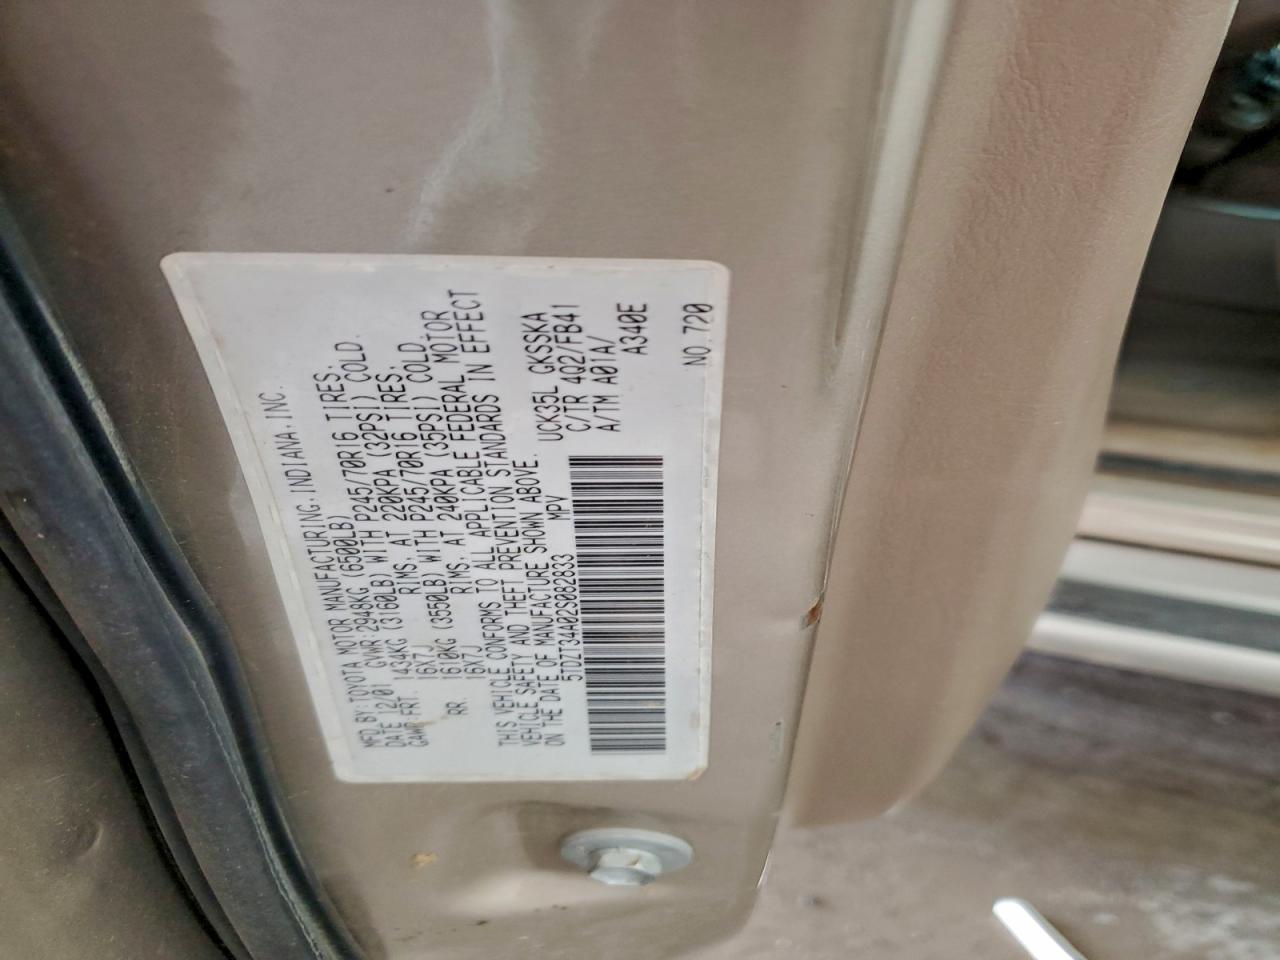 MFD.BY:TOYOTA MOTOR MANUFACTURING,INDIANA,INC.
DATE 12/01 GVWR:2948KG (6500LB)
GAWR:FRT. 1434KG (3160LB) WITH P245/70R16 TIRES,
16X7J RIMS, AT 220KPA (32PSI) COLD.
RR. 1610KG (3550LB) WITH P245/70R16 TIRES,
16X7J RIMS, AT 240KPA (35PSI) COLD.
THIS VEHICLE CONFORMS TO ALL APPLICABLE FEDERAL MOTOR
VEHICLE SAFETY AND THEFT PREVENTION STANDARDS IN EFFECT
ON THE DATE OF MANUFACTURE SHOWN ABOVE.
5TDZT34A02S082833 MPV
UCK35L GKSSKA
C/TR 4Q2/FB41
A/TM A01A/
A340E
NO.720